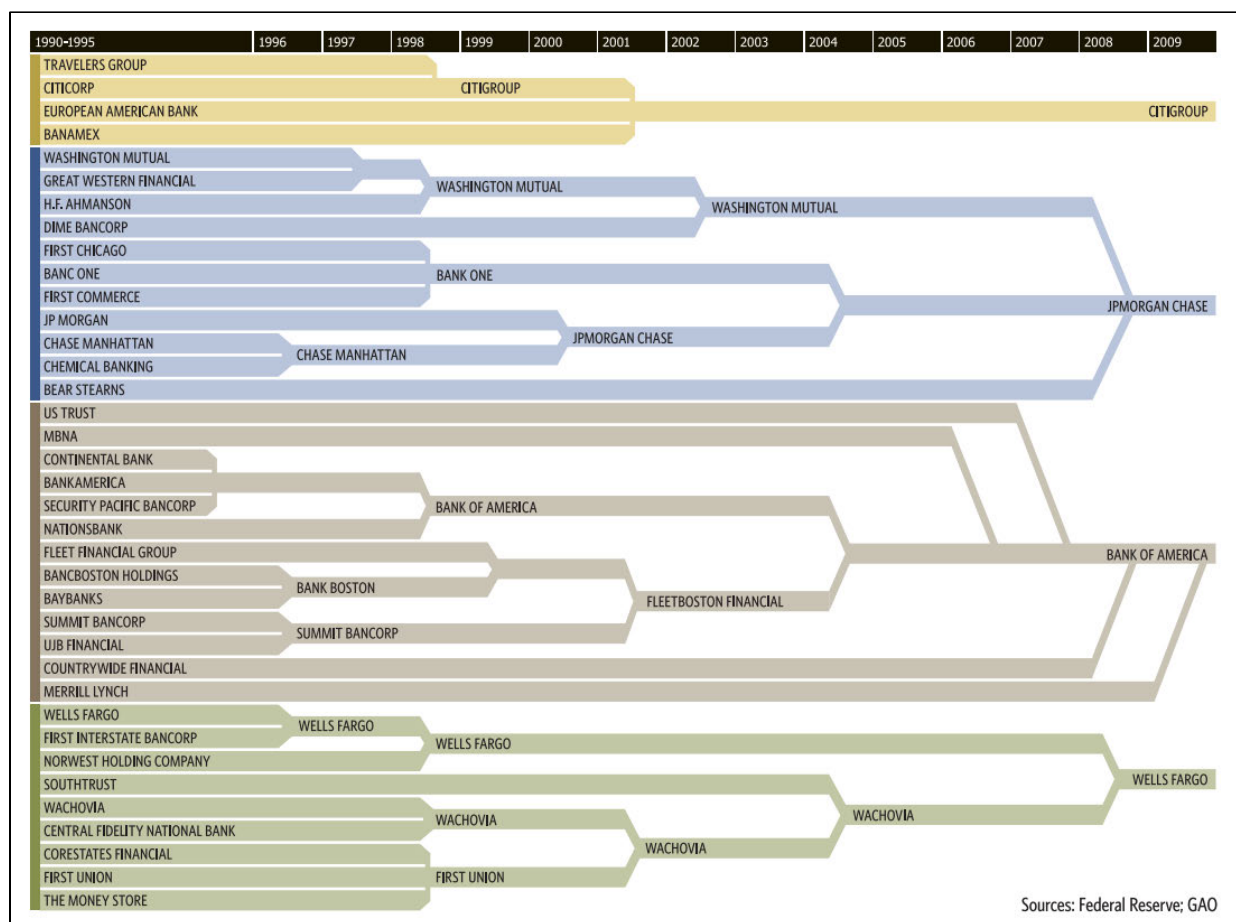 1990-1995 1996 1997 1998 1999 2000 2001 2002 2003 2004 2005 2006 2007 2008 2009
TRAVELERS GROUP
CITICORP CITIGROUP
EUROPEAN AMERICAN BANK CITIGROUP
BANAMEX
WASHINGTON MUTUAL
GREAT WESTERN FINANCIAL
WASHINGTON MUTUAL
H.F. AHMANSON
WASHINGTON MUTUAL
DIME BANCORP
FIRST CHICAGO
BANC ONE BANK ONE
FIRST COMMERCE
JPMORGAN CHASE
JP MORGAN
JPMORGAN CHASE
CHASE MANHATTAN
CHASE MANHATTAN
CHEMICAL BANKING
BEAR STEARNS
US TRUST
MBNA
CONTINENTAL BANK
BANKAMERICA
SECURITY PACIFIC BANCORP BANK OF AMERICA
NATIONSBANK
FLEET FINANCIAL GROUP BANK OF AMERICA
BANCBOSTON HOLDINGS
BANK BOSTON
BAYBANKS FLEETBOSTON FINANCIAL
SUMMIT BANCORP
SUMMIT BANCORP
UJB FINANCIAL
COUNTRYWIDE FINANCIAL
MERRILL LYNCH
WELLS FARGO
WELLS FARGO
FIRST INTERSTATE BANCORP
WELLS FARGO
NORWEST HOLDING COMPANY
WELLS FARGO
SOUTHTRUST
WACHOVIA
WACHOVIA
WACHOVIA
CENTRAL FIDELITY NATIONAL BANK
WACHOVIA
CORESTATES FINANCIAL
FIRST UNION FIRST UNION
THE MONEY STORE
Sources: Federal Reserve; GAO